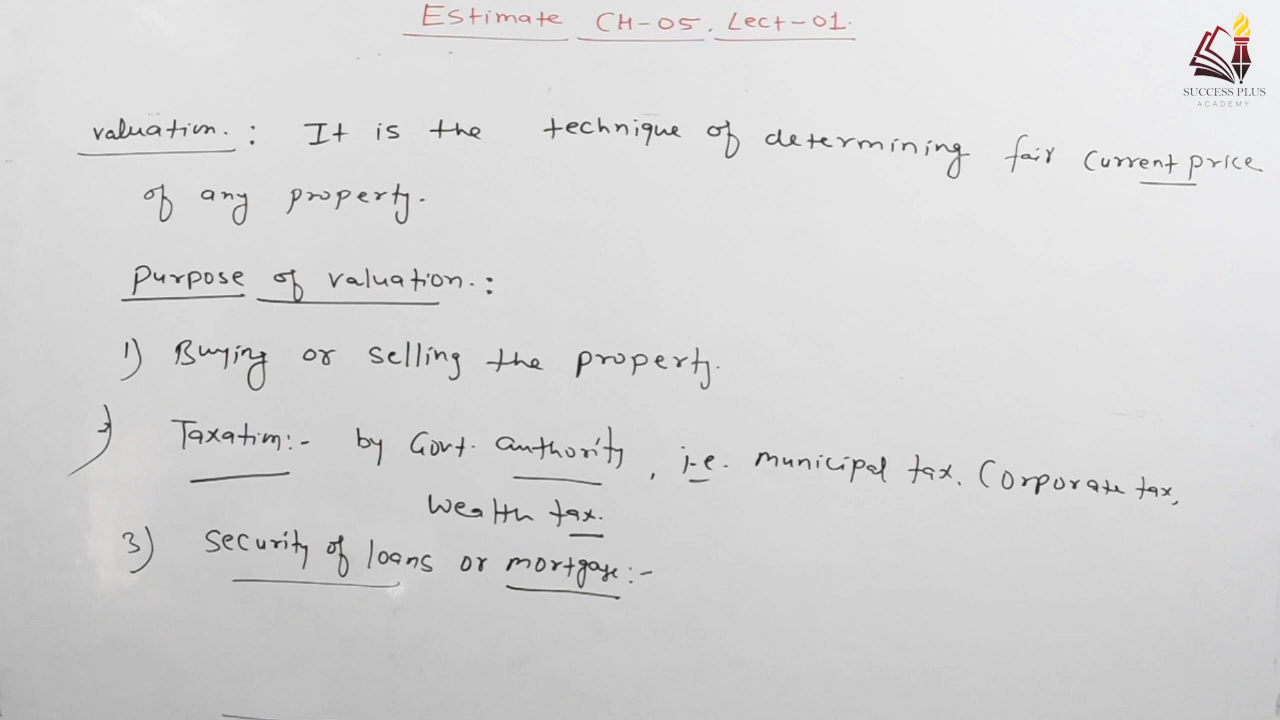 Estimate CH-05. Lect-01.
SUCCESS PLUS
ACADEMY
valuation. : It is the technique of determining fair current price
of any property.
Purpose of valuation. :
1) Buying or selling the property.
2) Taxation:- by Govt. authority, i.e. municipal tax. Corporate tax,
Wealth tax.
3) Security of loans or mortgage:-